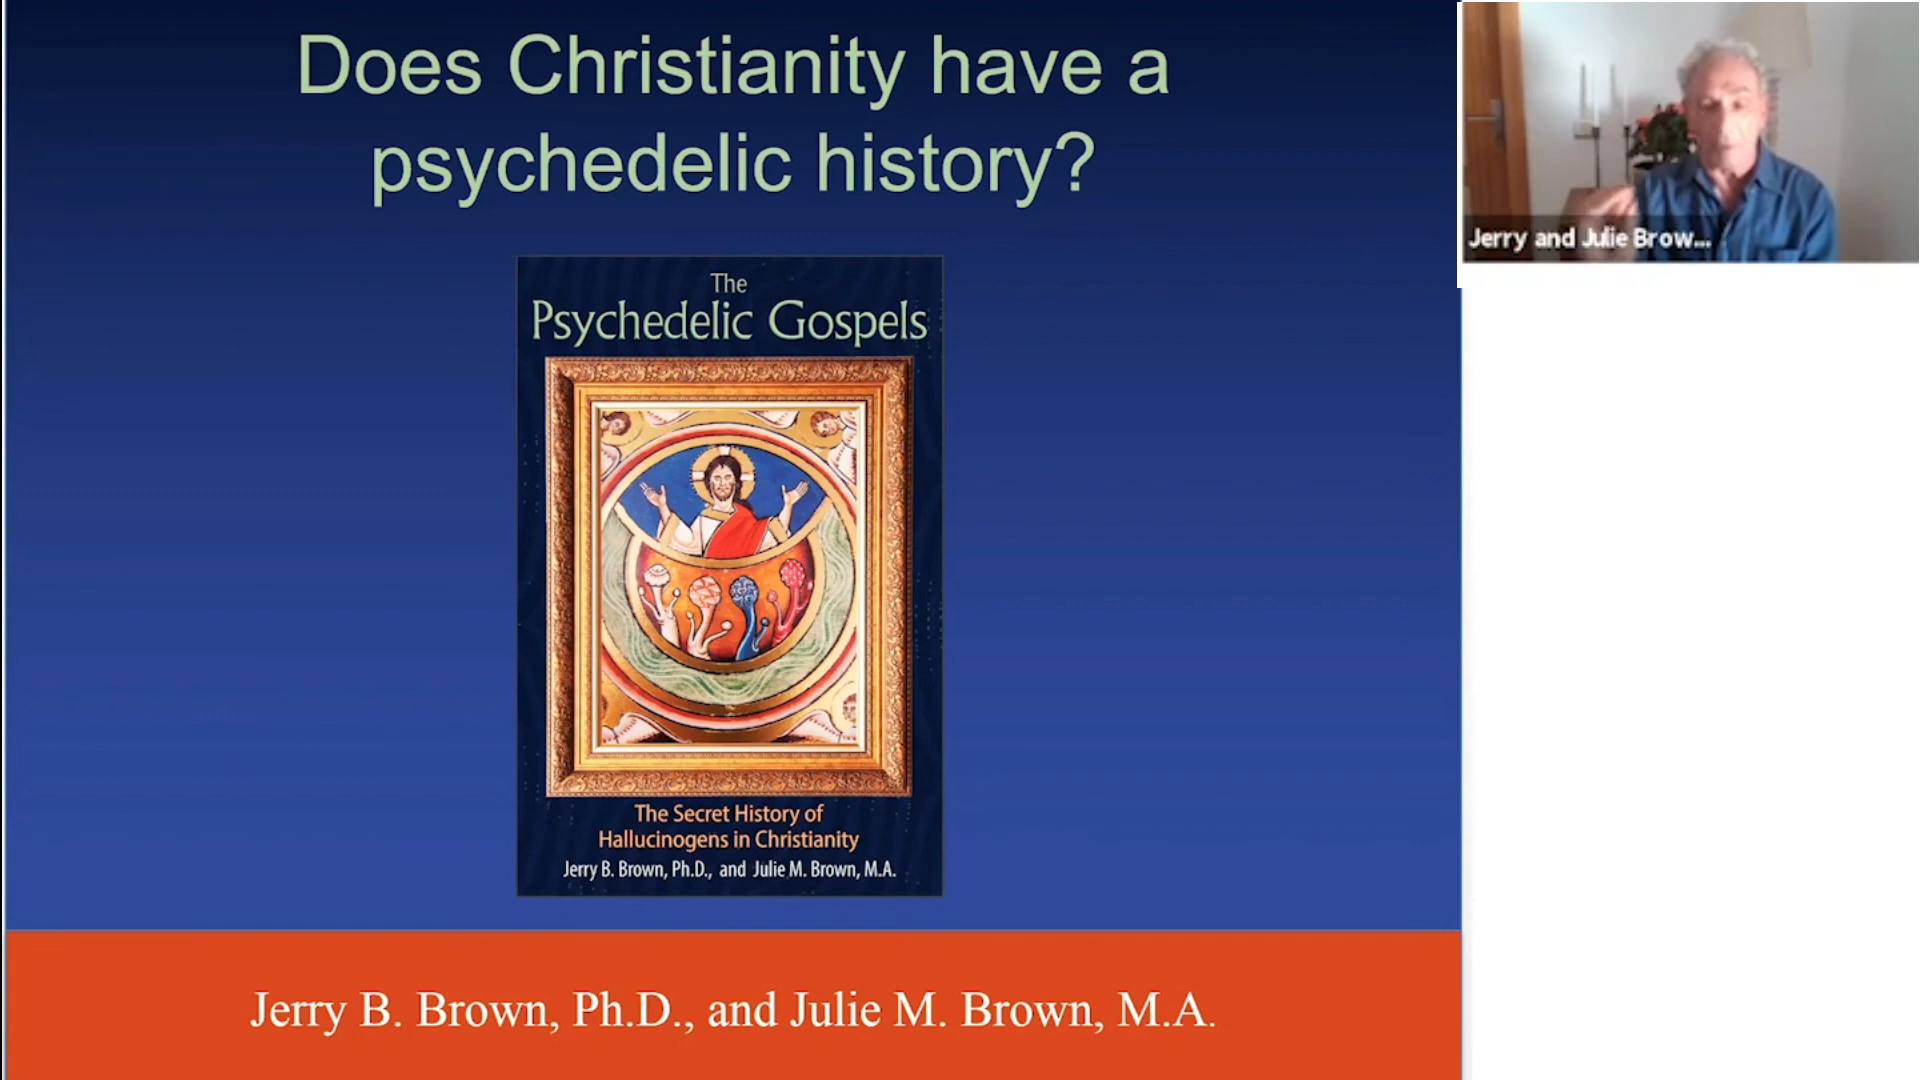 Does Christianity have a
psychedelic history?
The
Psychedelic Gospels
The Secret History of
Hallucinogens in Christianity
Jerry B. Brown, Ph.D., and Julie M. Brown, M.A.
Jerry B. Brown, Ph.D., and Julie M. Brown, M.A.
Jerry and Julie Brow...